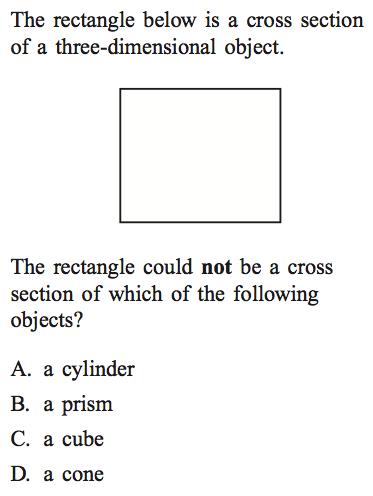 The rectangle below is a cross section
of a three-dimensional object.
The rectangle could not be a cross
section of which of the following
objects?
A. a cylinder
B. a prism
C. a cube
D. a cone